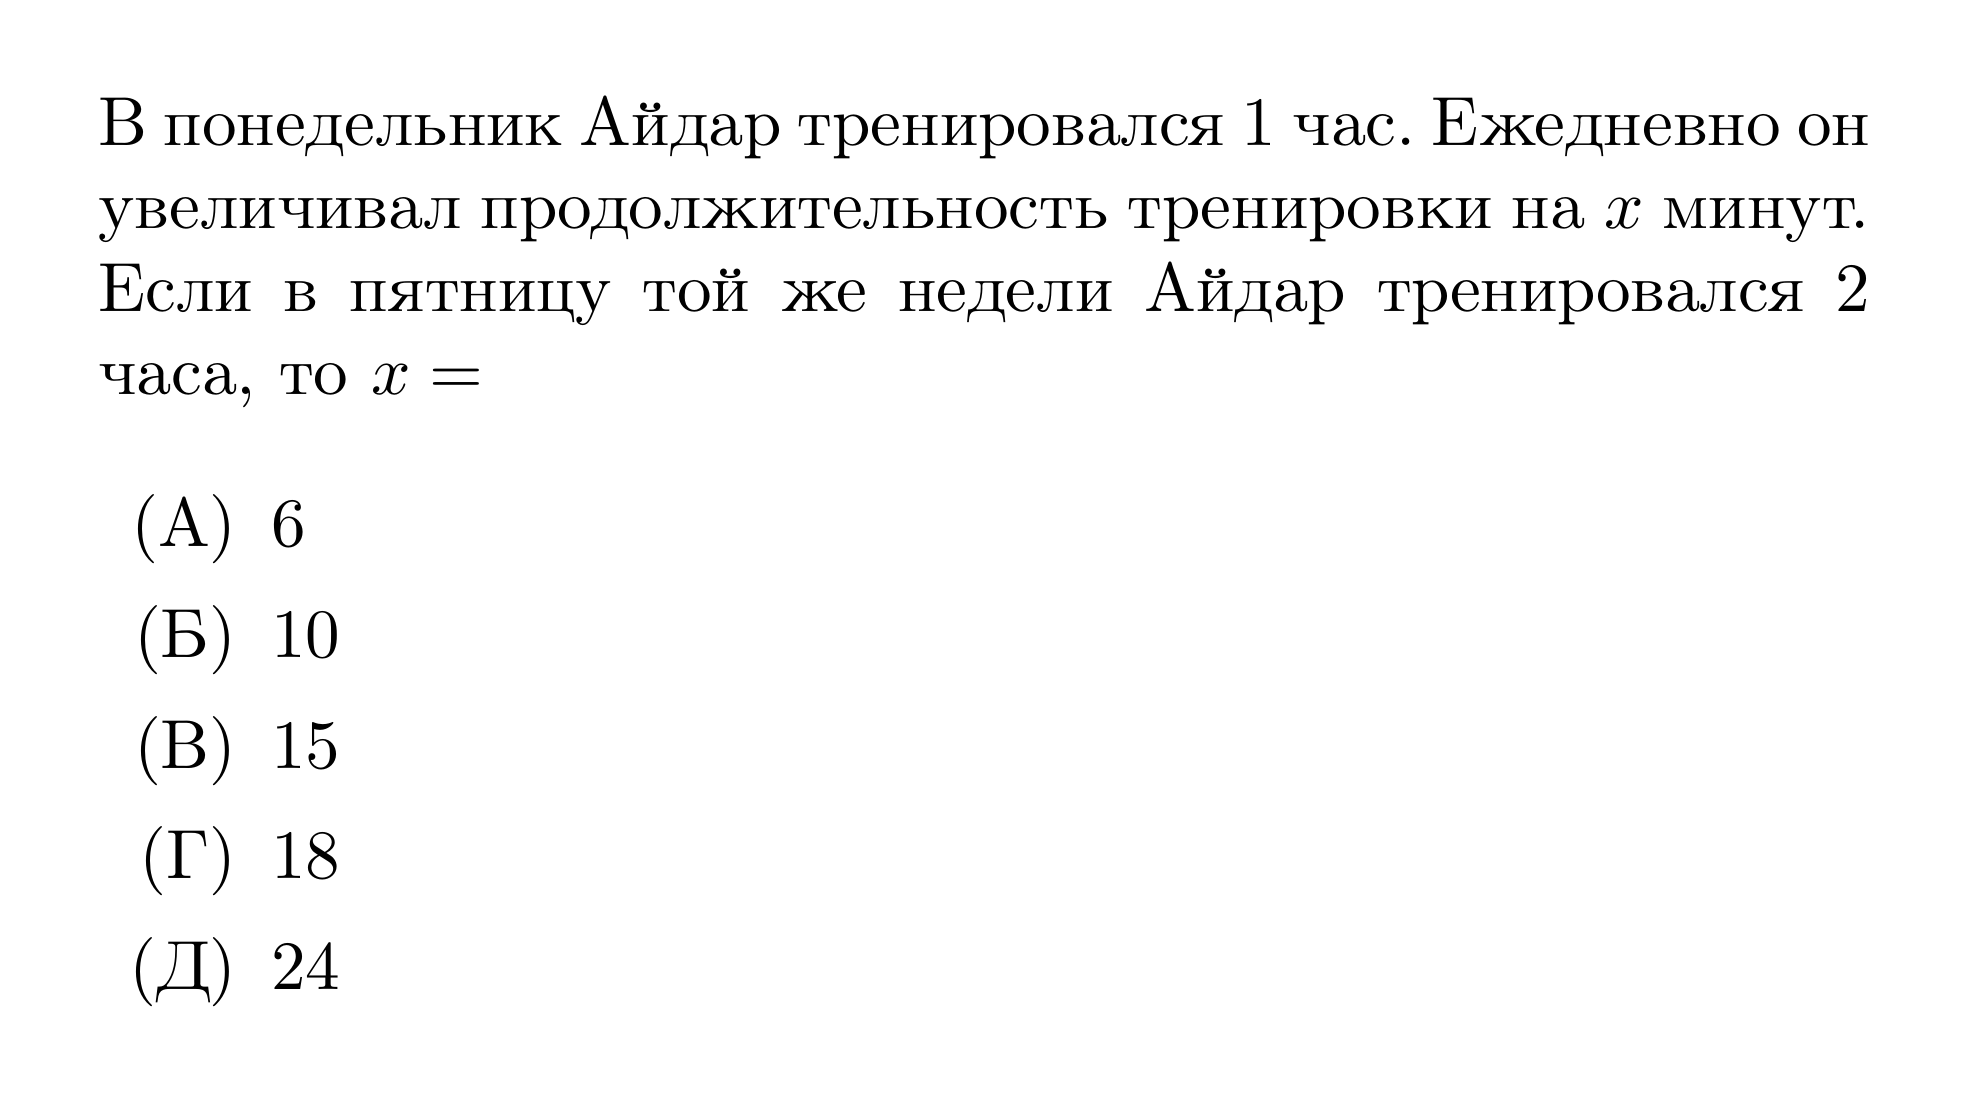 В понедельник Айдар тренировался 1 час. Ежедневно он
увеличивал продолжительность тренировки на x минут.
Если в пятницу той же недели Айдар тренировался 2
часа, то x =
(А) 6
(Б) 10
(В) 15
(Г) 18
(Д) 24